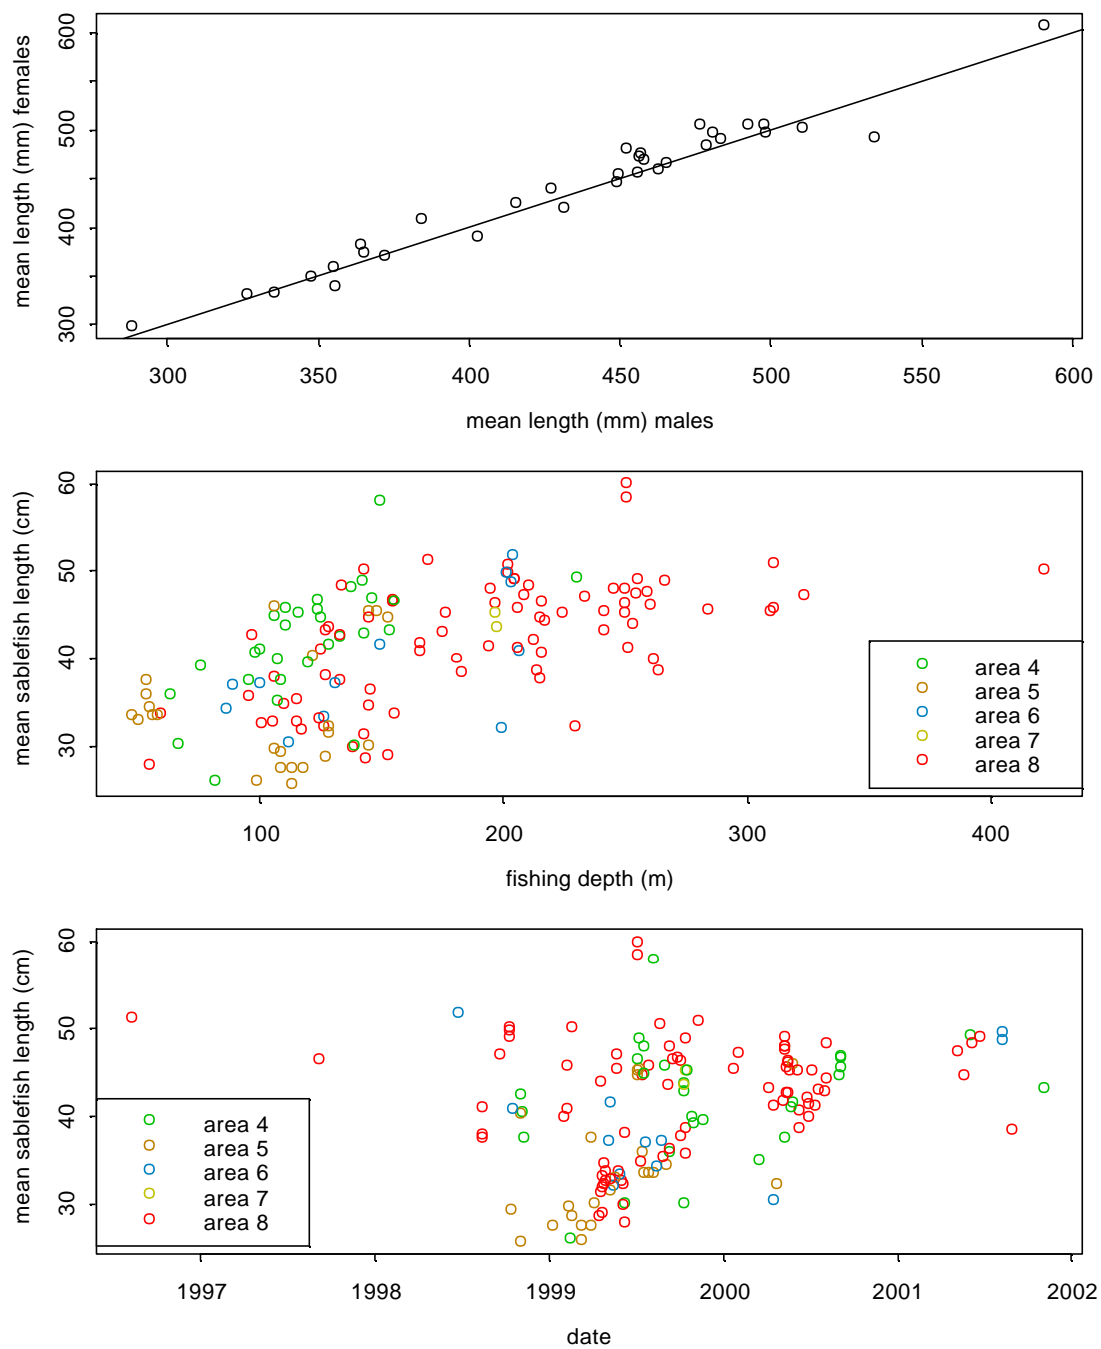 mean length (mm) females
600
500
400
300
300 350 400 450 500 550 600
mean length (mm) males
mean sablefish length (cm)
60
50
40
30
area 4
area 5
area 6
area 7
area 8
100 200 300 400
fishing depth (m)
mean sablefish length (cm)
60
50
40
30
area 4
area 5
area 6
area 7
area 8
1997 1998 1999 2000 2001 2002
date